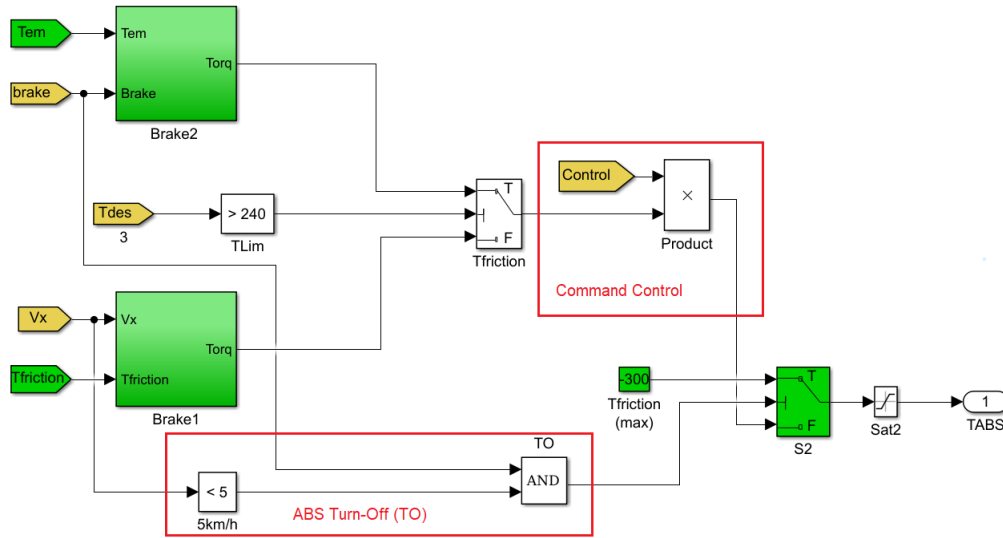 Tem
Tem
Torq
brake
Brake
Brake2
Control
×
Product
T
F
Tfriction
Tdes
3
> 240
TLim
Command Control
Vx
Vx
Torq
Tfriction
Tfriction
Brake1
-300
Tfriction
(max)
T
F
S2
Sat2
1
TABS
TO
AND
< 5
5km/h
ABS Turn-Off (TO)